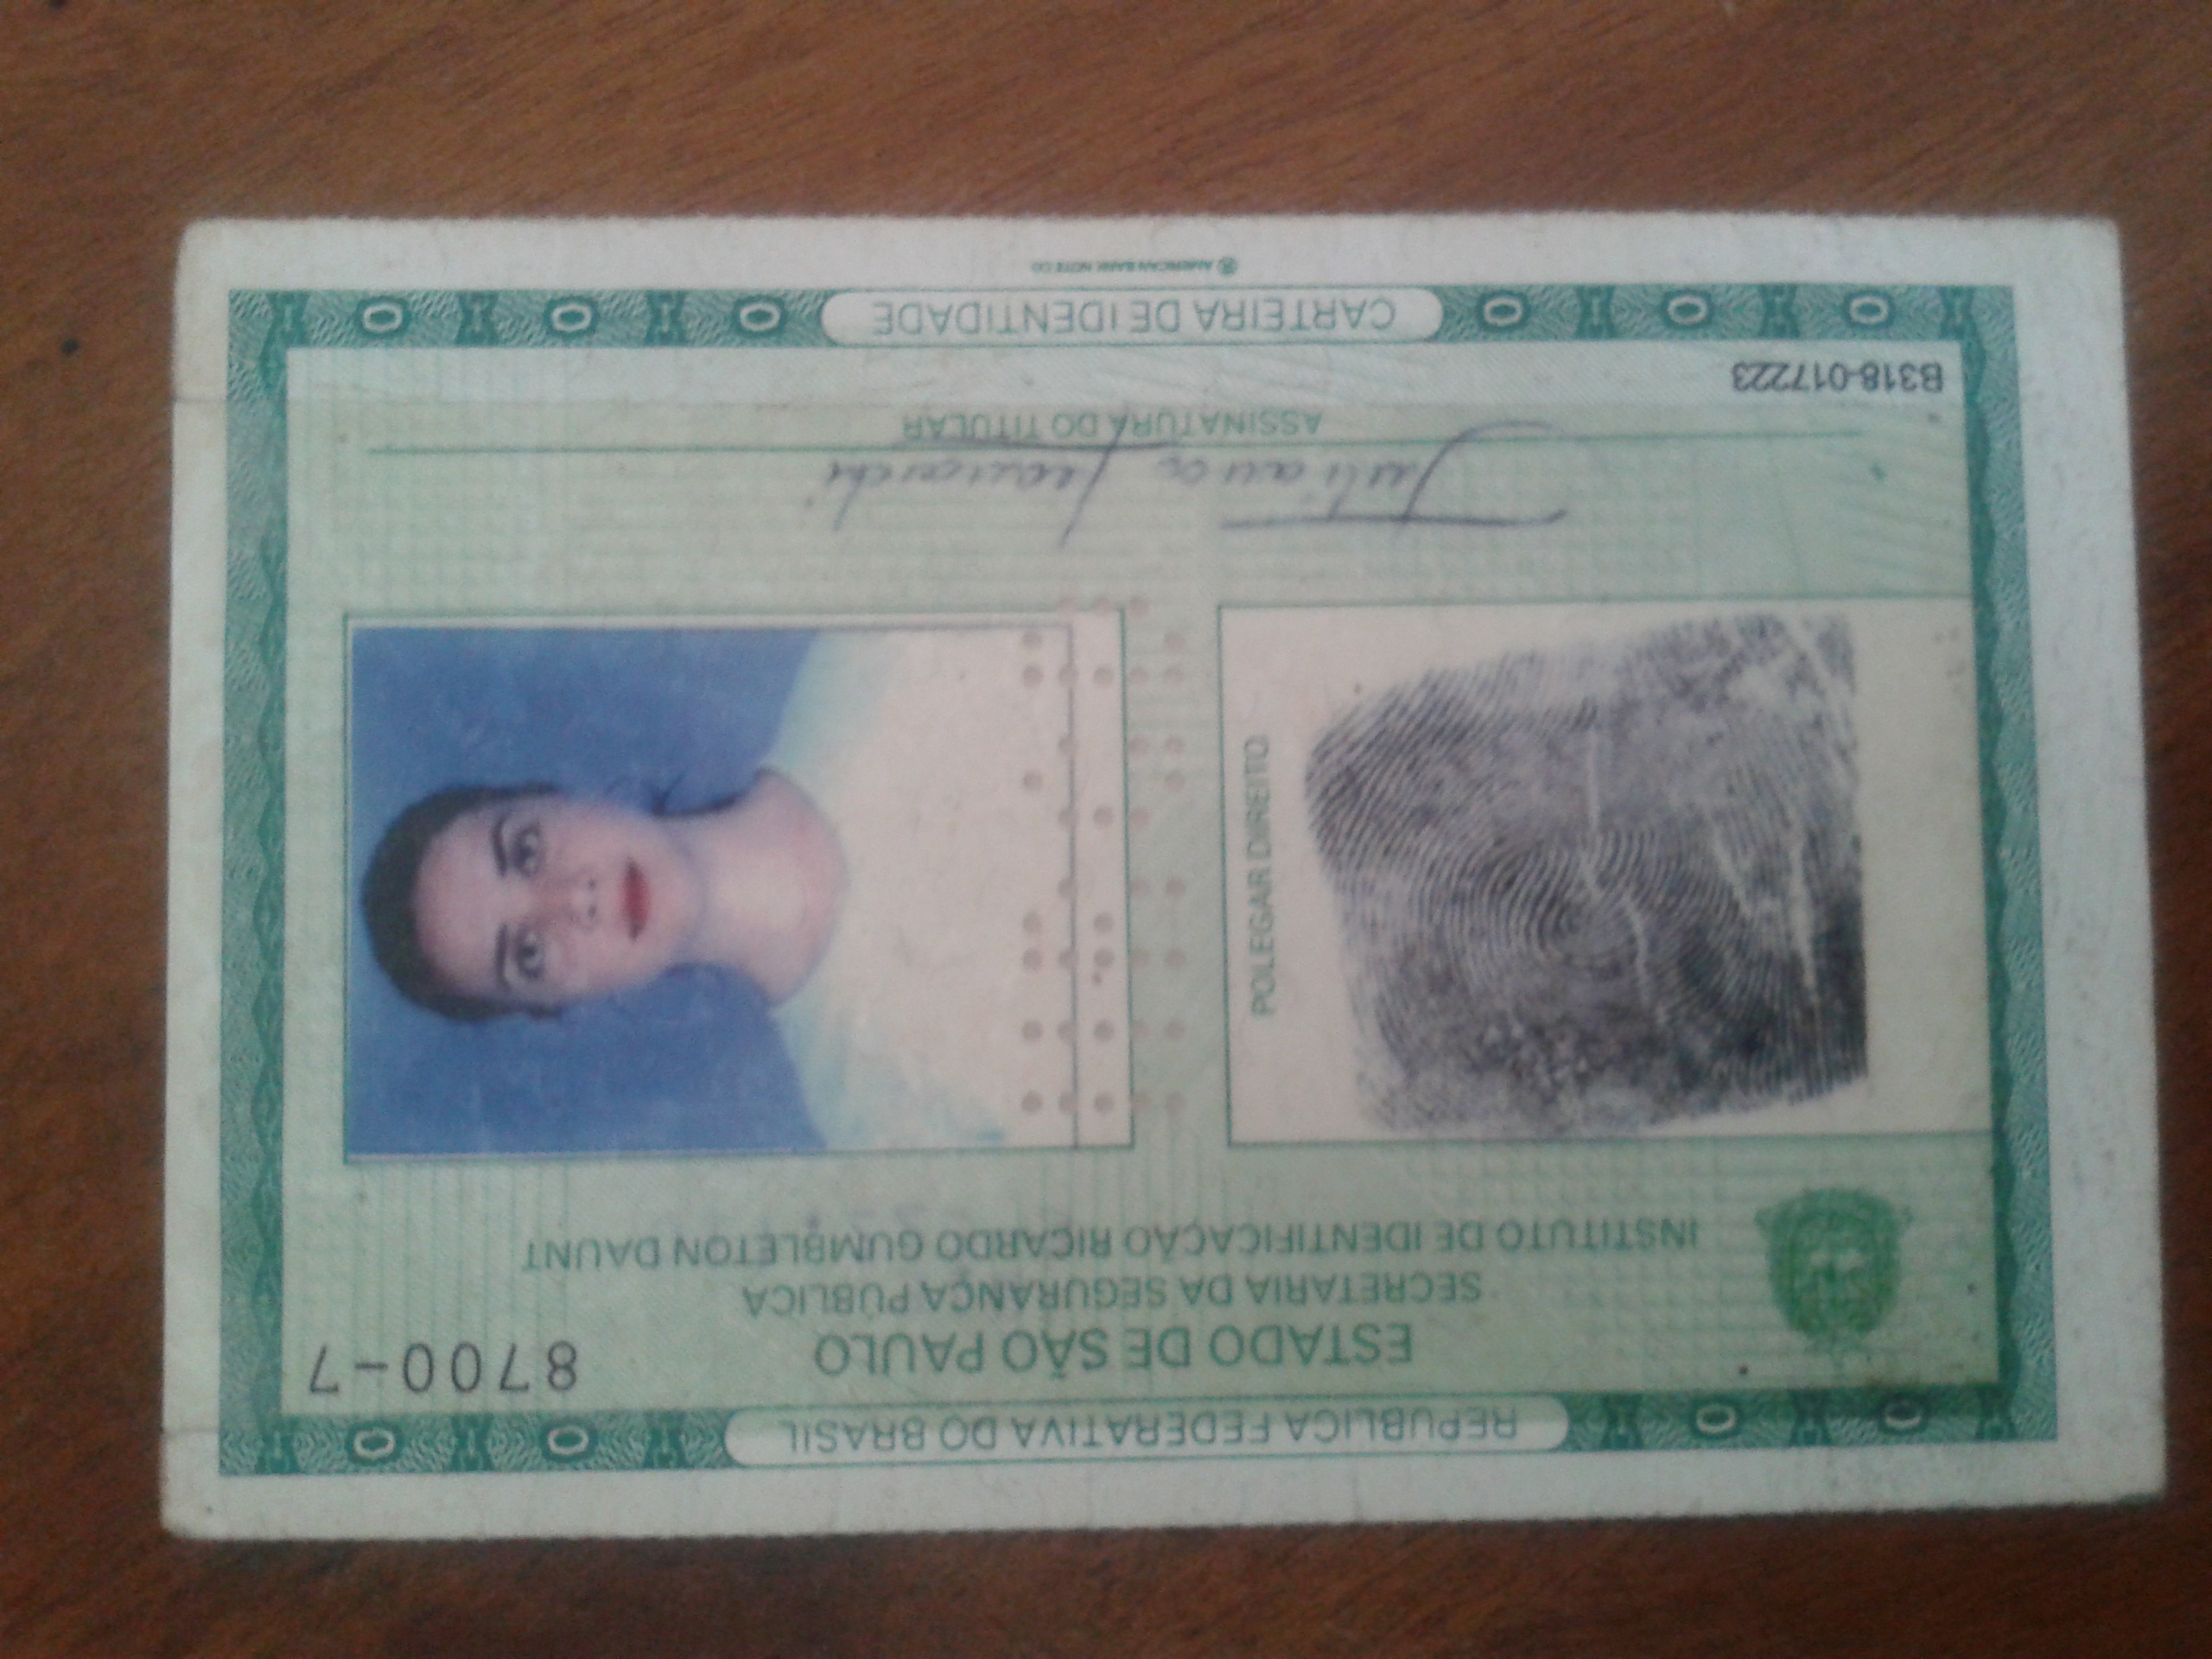 REPÚBLICA FEDERATIVA DO BRASIL
8700-7
ESTADO DE SÃO PAULO
SECRETARIA DA SEGURANÇA PÚBLICA
INSTITUTO DE IDENTIFICAÇÃO RICARDO GUMBLETON DAUNT
POLEGAR DIREITO
Juliana
ASSINATURA DO TITULAR
B318-017223
CARTEIRA DE IDENTIDADE
AMERICAN BANK NOTE CO